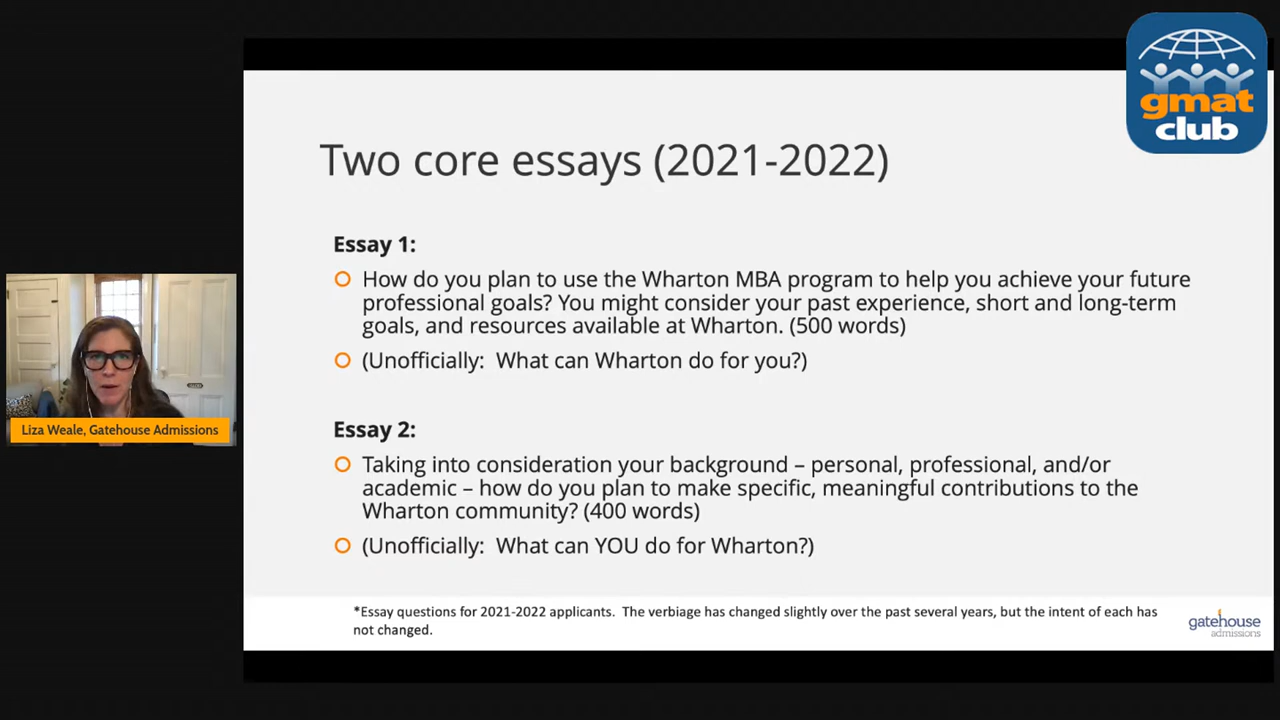 gmat
club
Two core essays (2021-2022)
Essay 1:
How do you plan to use the Wharton MBA program to help you achieve your future
professional goals? You might consider your past experience, short and long-term
goals, and resources available at Wharton. (500 words)
(Unofficially:  What can Wharton do for you?)
Essay 2:
Taking into consideration your background – personal, professional, and/or
academic – how do you plan to make specific, meaningful contributions to the
Wharton community? (400 words)
(Unofficially:  What can YOU do for Wharton?)
Liza Weale, Gatehouse Admissions
*Essay questions for 2021-2022 applicants.  The verbiage has changed slightly over the past several years, but the intent of each has
not changed.
gatehouse
admissions